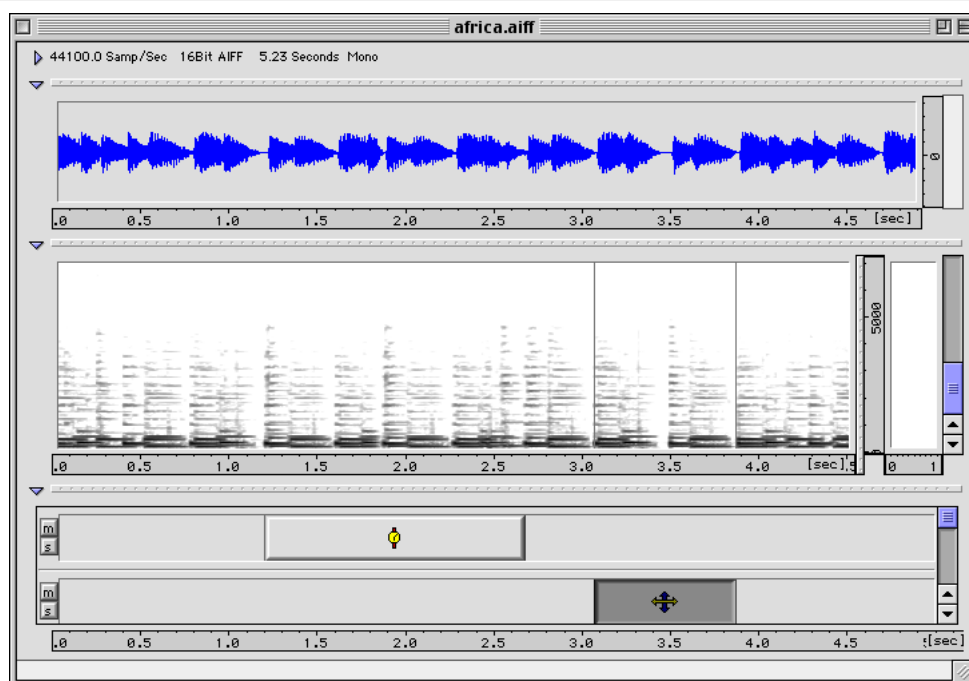 africa.aiff
44100.0 Samp/Sec 16Bit AIFF 5.23 Seconds Mono
0
.0 0.5 1.0 1.5 2.0 2.5 3.0 3.5 4.0 4.5 [sec]
5000
.0 0.5 1.0 1.5 2.0 2.5 3.0 3.5 4.0 [sec] 0 1
m
s
m
s
.0 0.5 1.0 1.5 2.0 2.5 3.0 3.5 4.0 4.5 [sec]